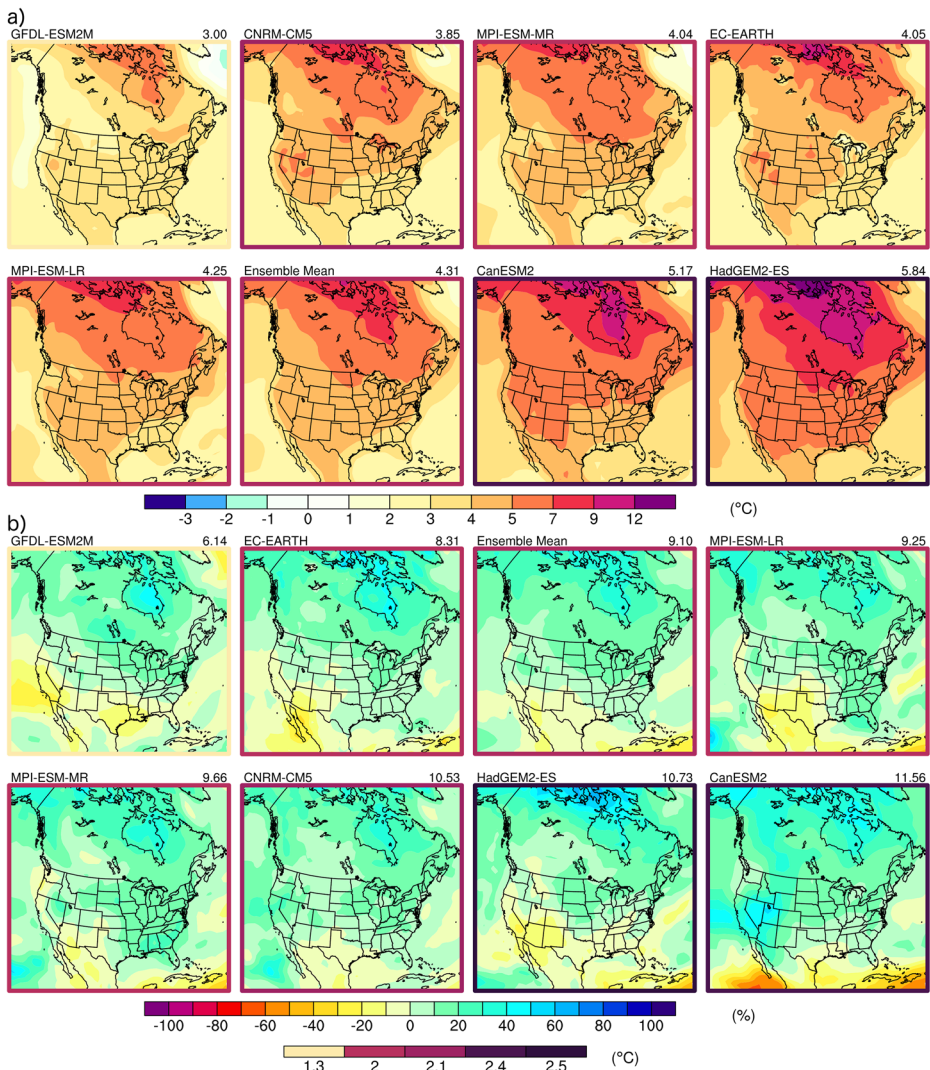 a)
GFDL-ESM2M 3.00 CNRM-CM5 3.85 MPI-ESM-MR 4.04 EC-EARTH 4.05
MPI-ESM-LR 4.25 Ensemble Mean 4.31 CanESM2 5.17 HadGEM2-ES 5.84
-3 -2 -1 0 1 2 3 4 5 7 9 12 (°C)
b)
GFDL-ESM2M 6.14 EC-EARTH 8.31 Ensemble Mean 9.10 MPI-ESM-LR 9.25
MPI-ESM-MR 9.66 CNRM-CM5 10.53 HadGEM2-ES 10.73 CanESM2 11.56
-100 -80 -60 -40 -20 0 20 40 60 80 100 (%)
1.3 2 2.1 2.4 2.5 (°C)